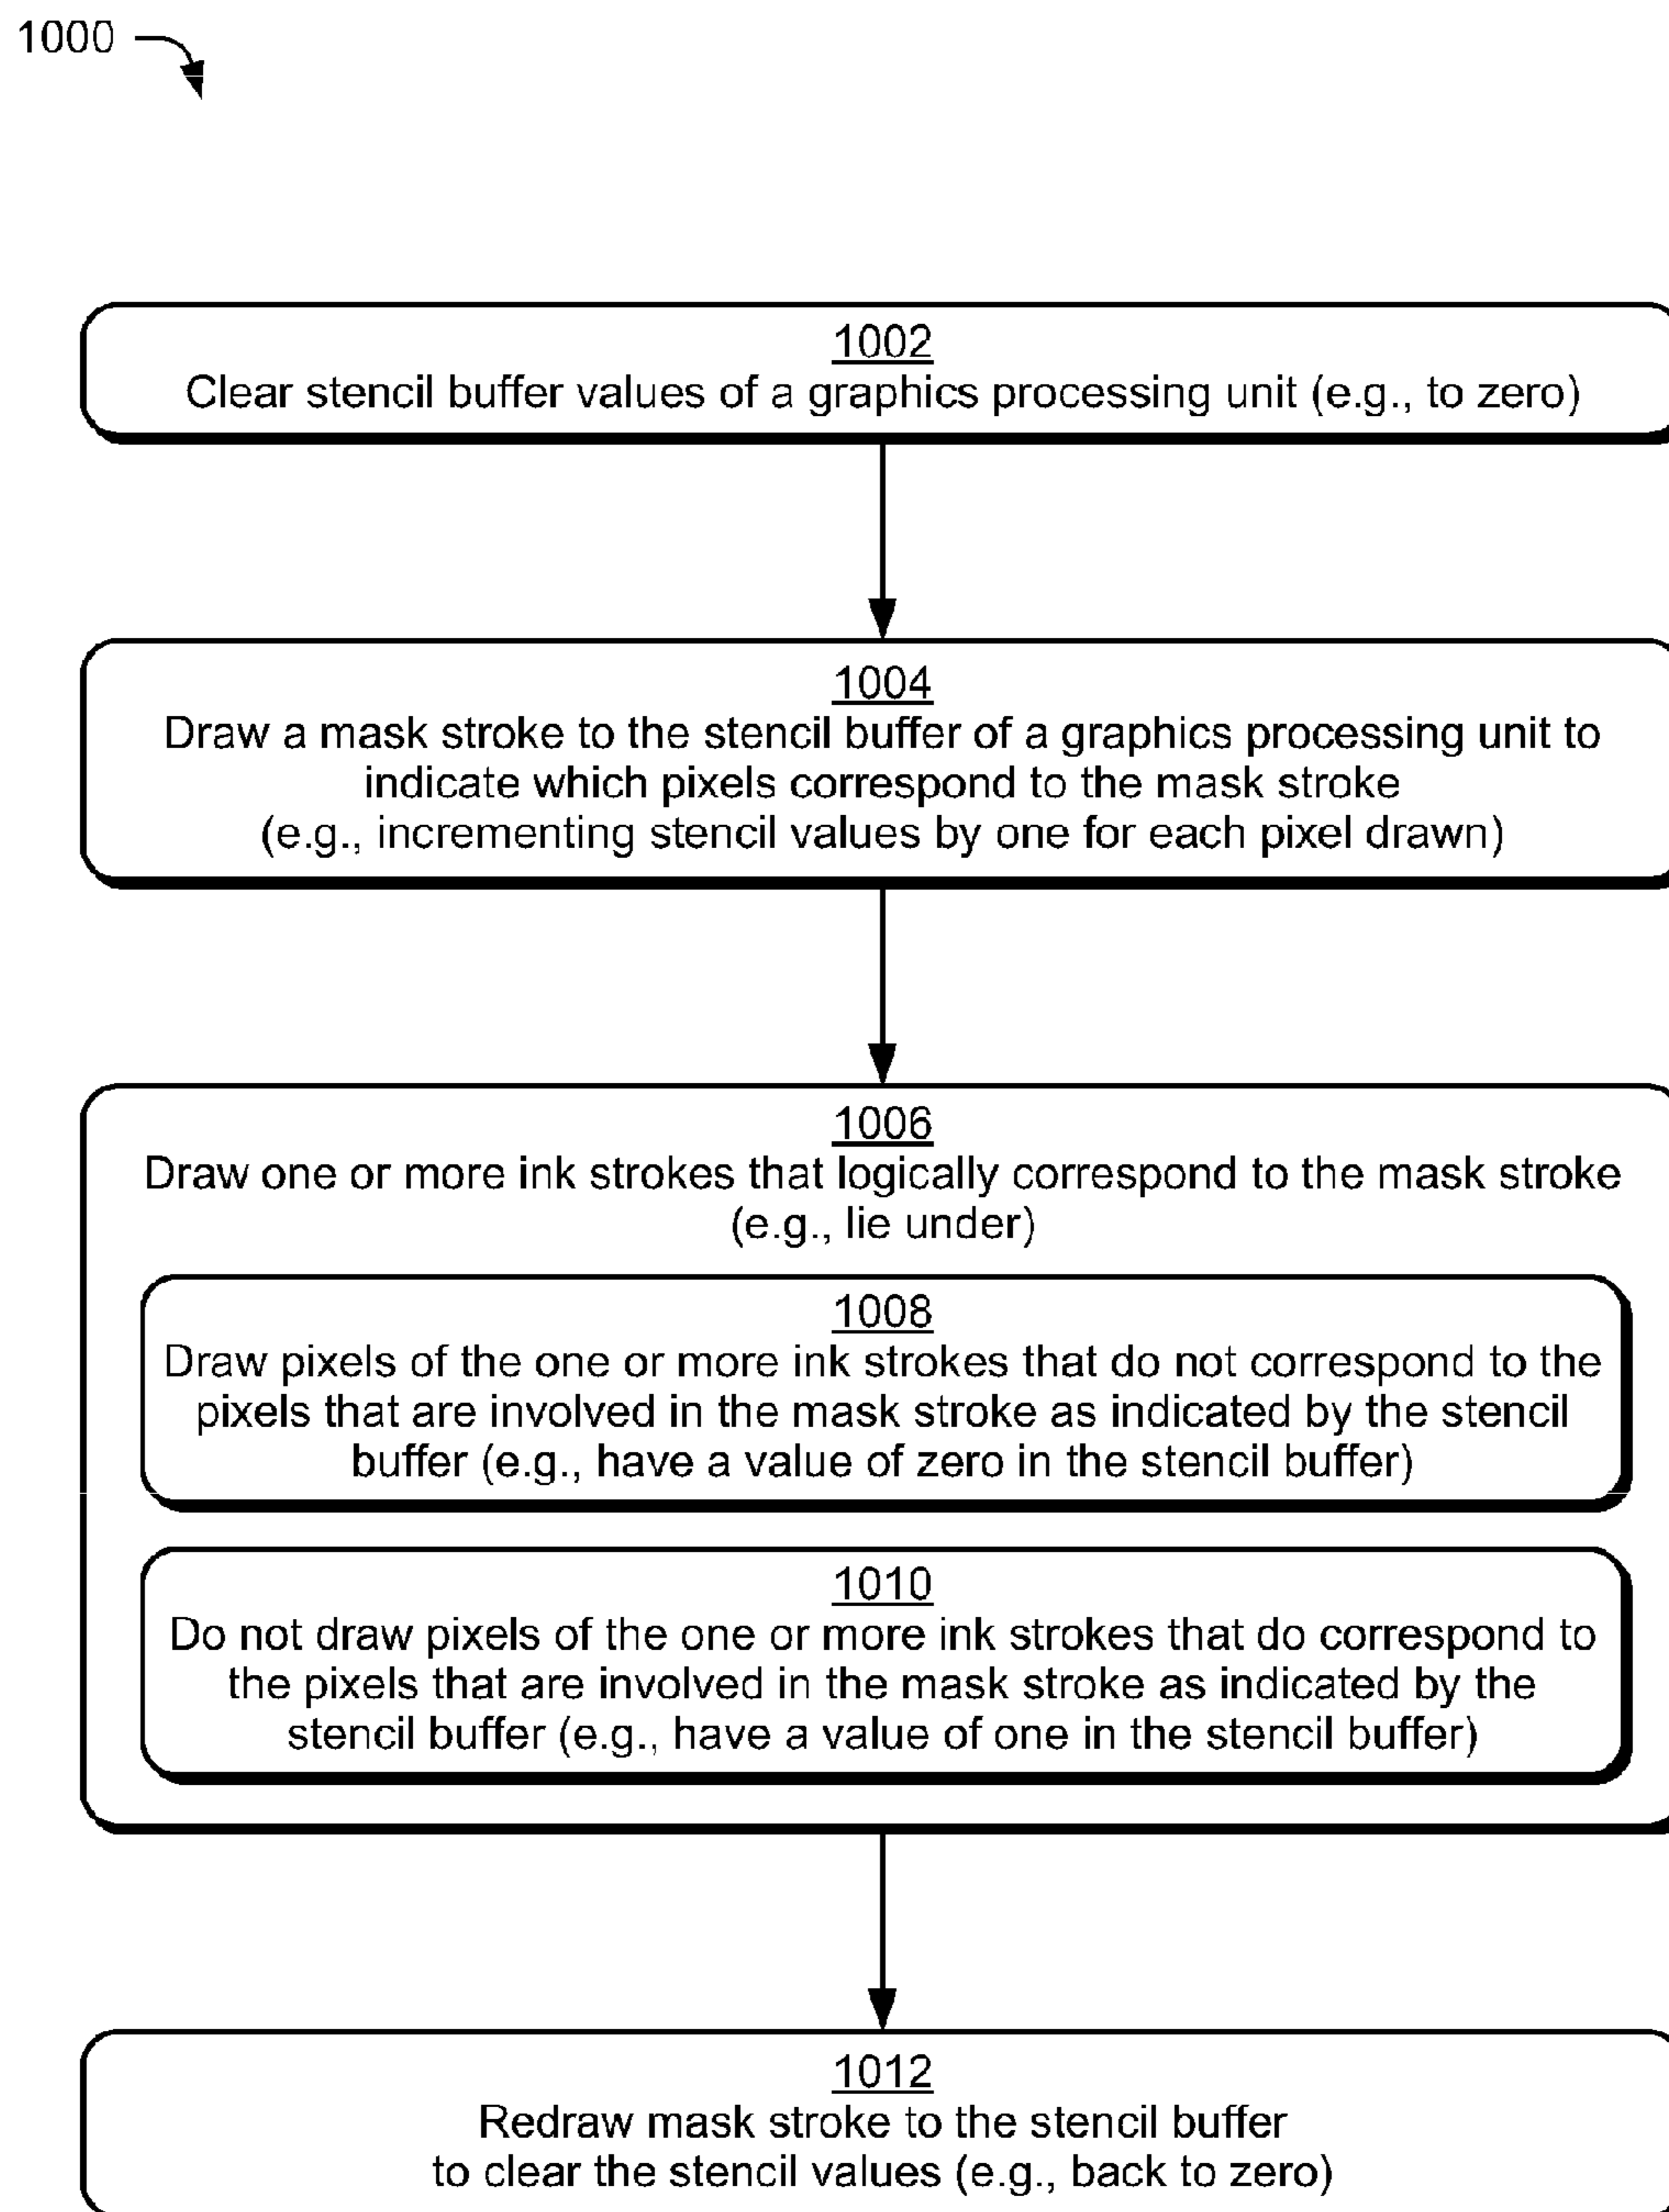 1000
1002
Clear stencil buffer values of a graphics processing unit (e.g., to zero)
1004
Draw a mask stroke to the stencil buffer of a graphics processing unit to
indicate which pixels correspond to the mask stroke
(e.g., incrementing stencil values by one for each pixel drawn)
1006
Draw one or more ink strokes that logically correspond to the mask stroke
(e.g., lie under)
1008
Draw pixels of the one or more ink strokes that do not correspond to the
pixels that are involved in the mask stroke as indicated by the stencil
buffer (e.g., have a value of zero in the stencil buffer)
1010
Do not draw pixels of the one or more ink strokes that do correspond to
the pixels that are involved in the mask stroke as indicated by the
stencil buffer (e.g., have a value of one in the stencil buffer)
1012
Redraw mask stroke to the stencil buffer
to clear the stencil values (e.g., back to zero)